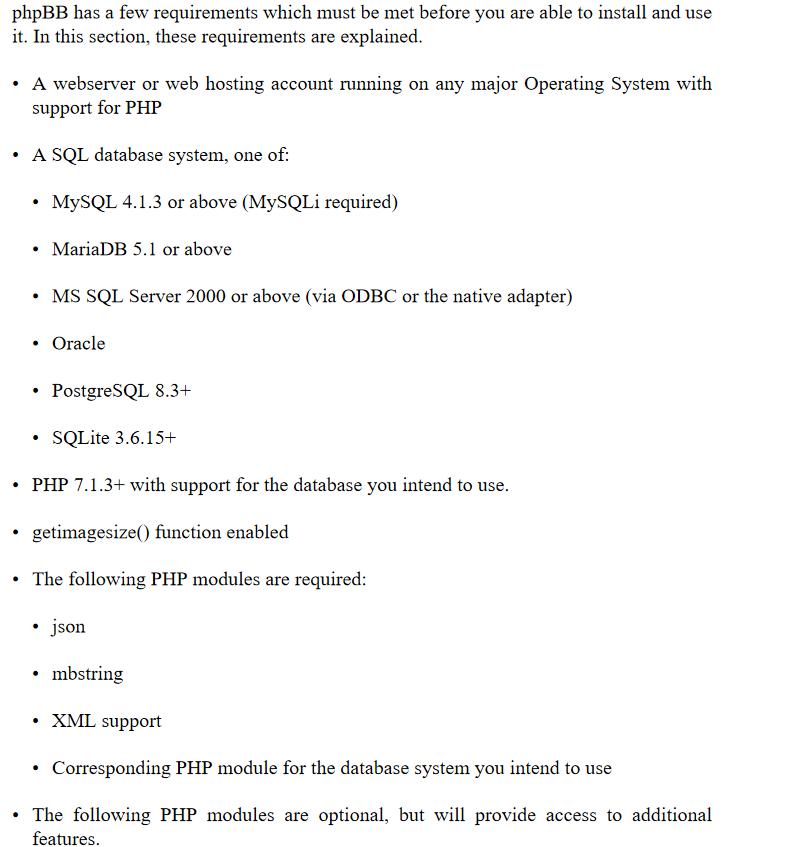 phpBB has a few requirements which must be met before you are able to install and use
it. In this section, these requirements are explained.
• A webserver or web hosting account running on any major Operating System with
support for PHP
• A SQL database system, one of:
• MySQL 4.1.3 or above (MySQLi required)
• MariaDB 5.1 or above
• MS SQL Server 2000 or above (via ODBC or the native adapter)
• Oracle
• PostgreSQL 8.3+
• SQLite 3.6.15+
• PHP 7.1.3+ with support for the database you intend to use.
• getimagesize() function enabled
• The following PHP modules are required:
• json
• mbstring
• XML support
• Corresponding PHP module for the database system you intend to use
• The following PHP modules are optional, but will provide access to additional
features.